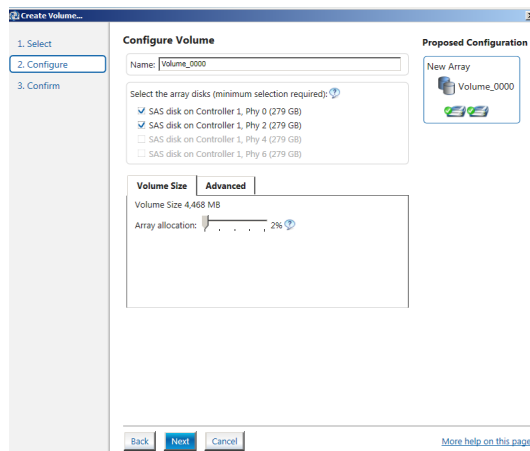 Create Volume...
1. Select
2. Configure
3. Confirm
Configure Volume
Name: Volume_0000
Select the array disks (minimum selection required):
SAS disk on Controller 1, Phy 0 (279 GB)
SAS disk on Controller 1, Phy 2 (279 GB)
SAS disk on Controller 1, Phy 4 (279 GB)
SAS disk on Controller 1, Phy 6 (279 GB)
Volume Size Advanced
Volume Size 4,468 MB
Array allocation: 2%
Proposed Configuration
New Array
Volume_0000
Back Next Cancel
More help on this page